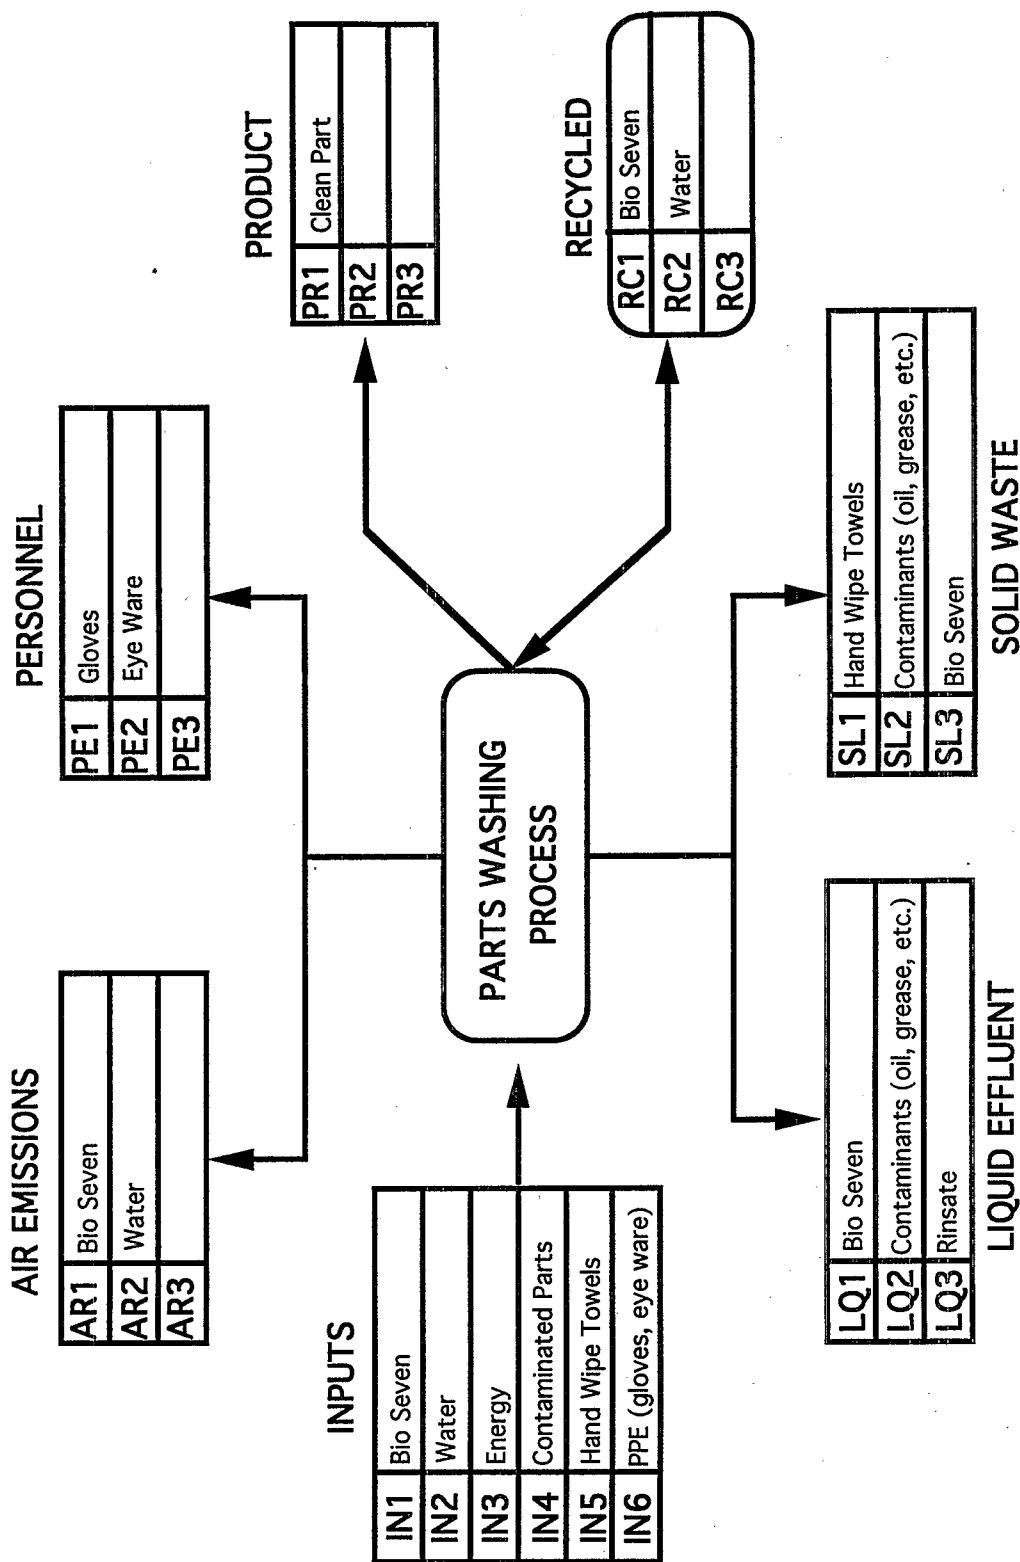 AIR EMISSIONS
AR1 Bio Seven
AR2 Water
AR3
PERSONNEL
PE1 Gloves
PE2 Eye Ware
PE3
INPUTS
IN1 Bio Seven
IN2 Water
IN3 Energy
IN4 Contaminated Parts
IN5 Hand Wipe Towels
IN6 PPE (gloves, eye ware)
PARTS WASHING
PROCESS
PRODUCT
PR1 Clean Part
PR2
PR3
RECYCLED
RC1 Bio Seven
RC2 Water
RC3
LQ1 Bio Seven
LQ2 Contaminants (oil, grease, etc.)
LQ3 Rinsate
LIQUID EFFLUENT
SL1 Hand Wipe Towels
SL2 Contaminants (oil, grease, etc.)
SL3 Bio Seven
SOLID WASTE